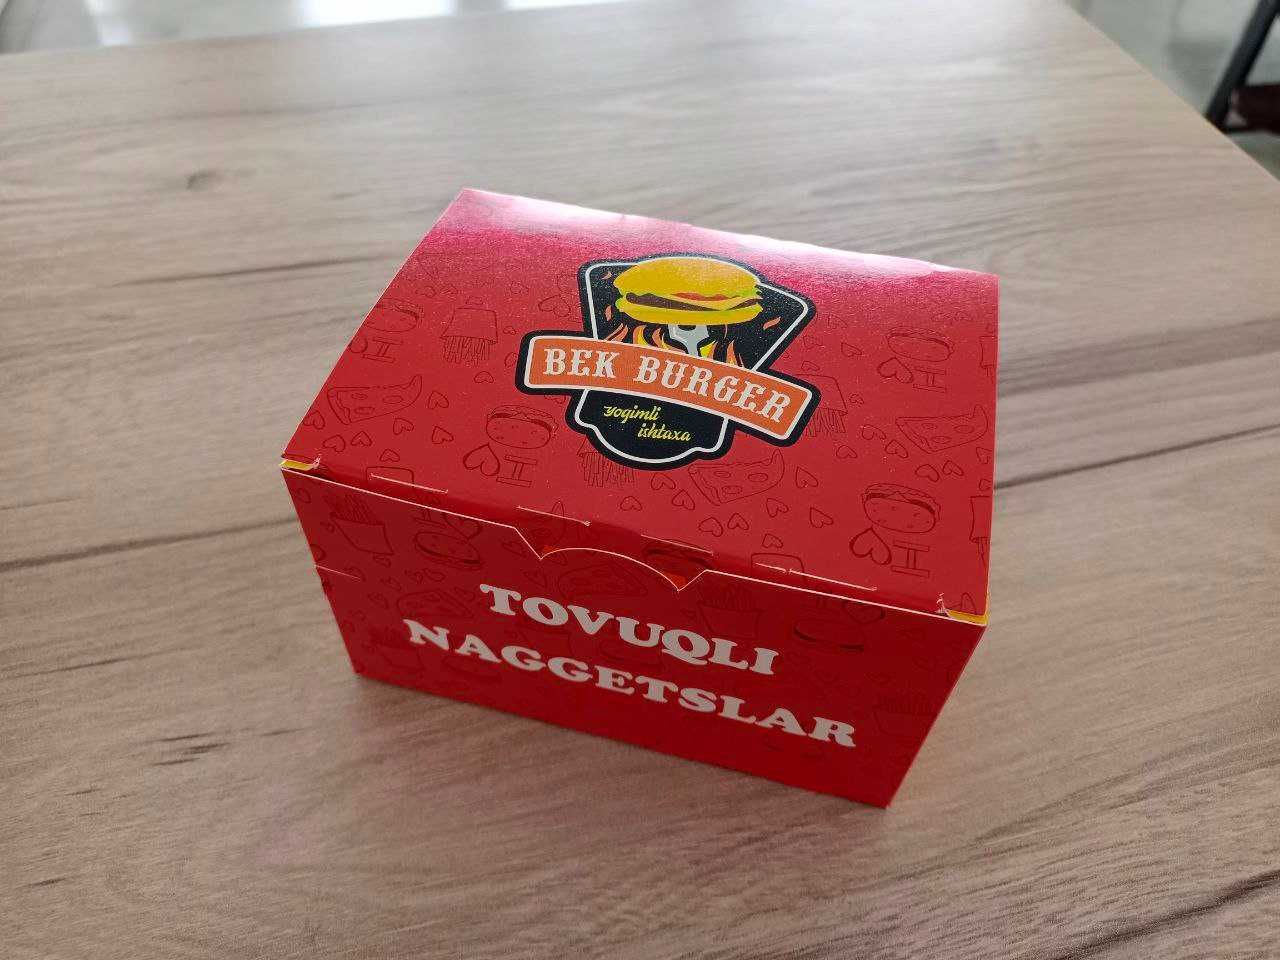 BEK BURGER
yoqimli
ishtaxa
TOVUQLI
NAGGETSLAR